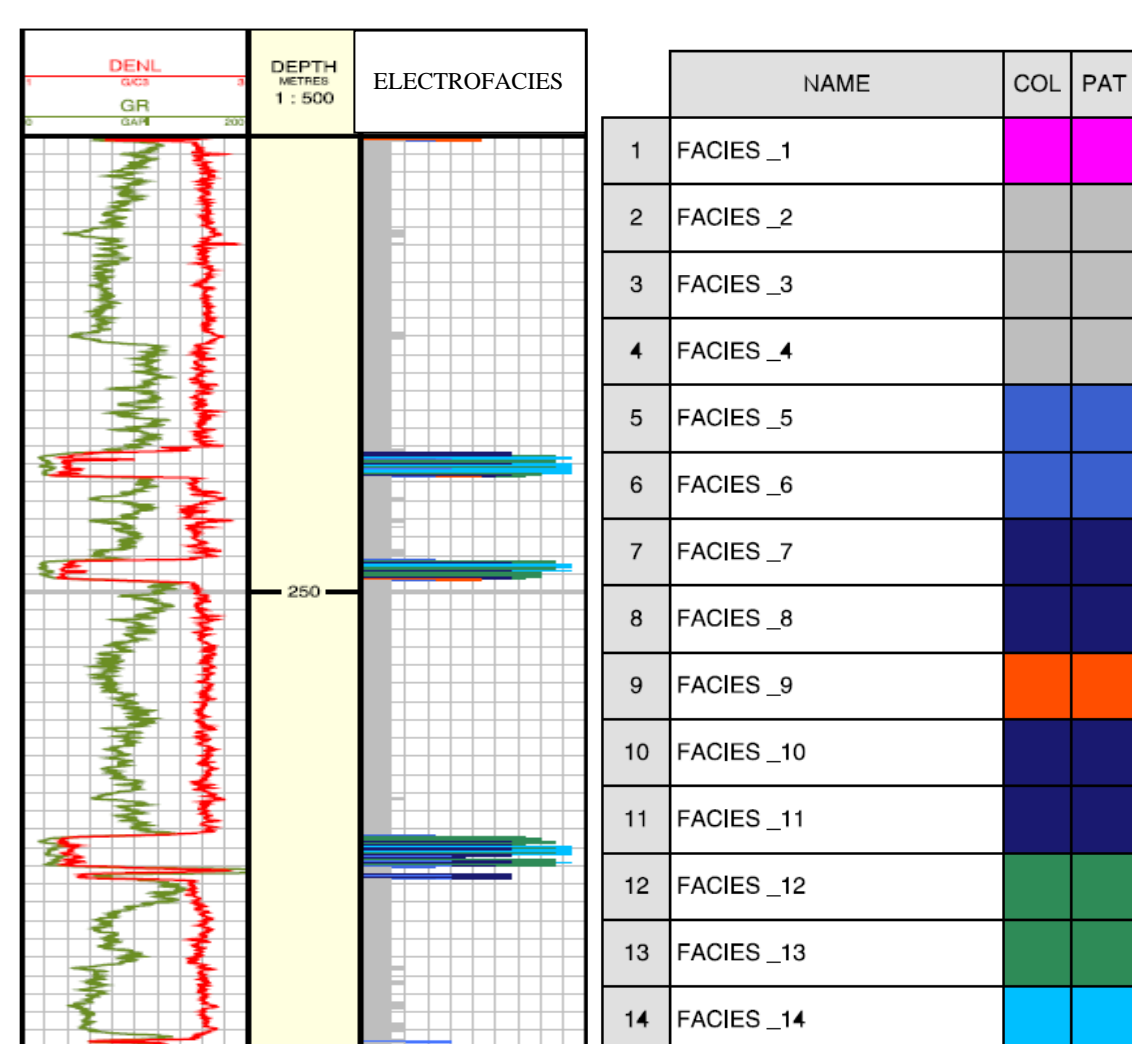 DENL
1 G/C3 3
GR
0 GAPI 200
DEPTH
METRES
1 : 500
ELECTROFACIES
250
NAME COL PAT
1 FACIES _1
2 FACIES _2
3 FACIES _3
4 FACIES _4
5 FACIES _5
6 FACIES _6
7 FACIES _7
8 FACIES _8
9 FACIES _9
10 FACIES _10
11 FACIES _11
12 FACIES _12
13 FACIES _13
14 FACIES _14